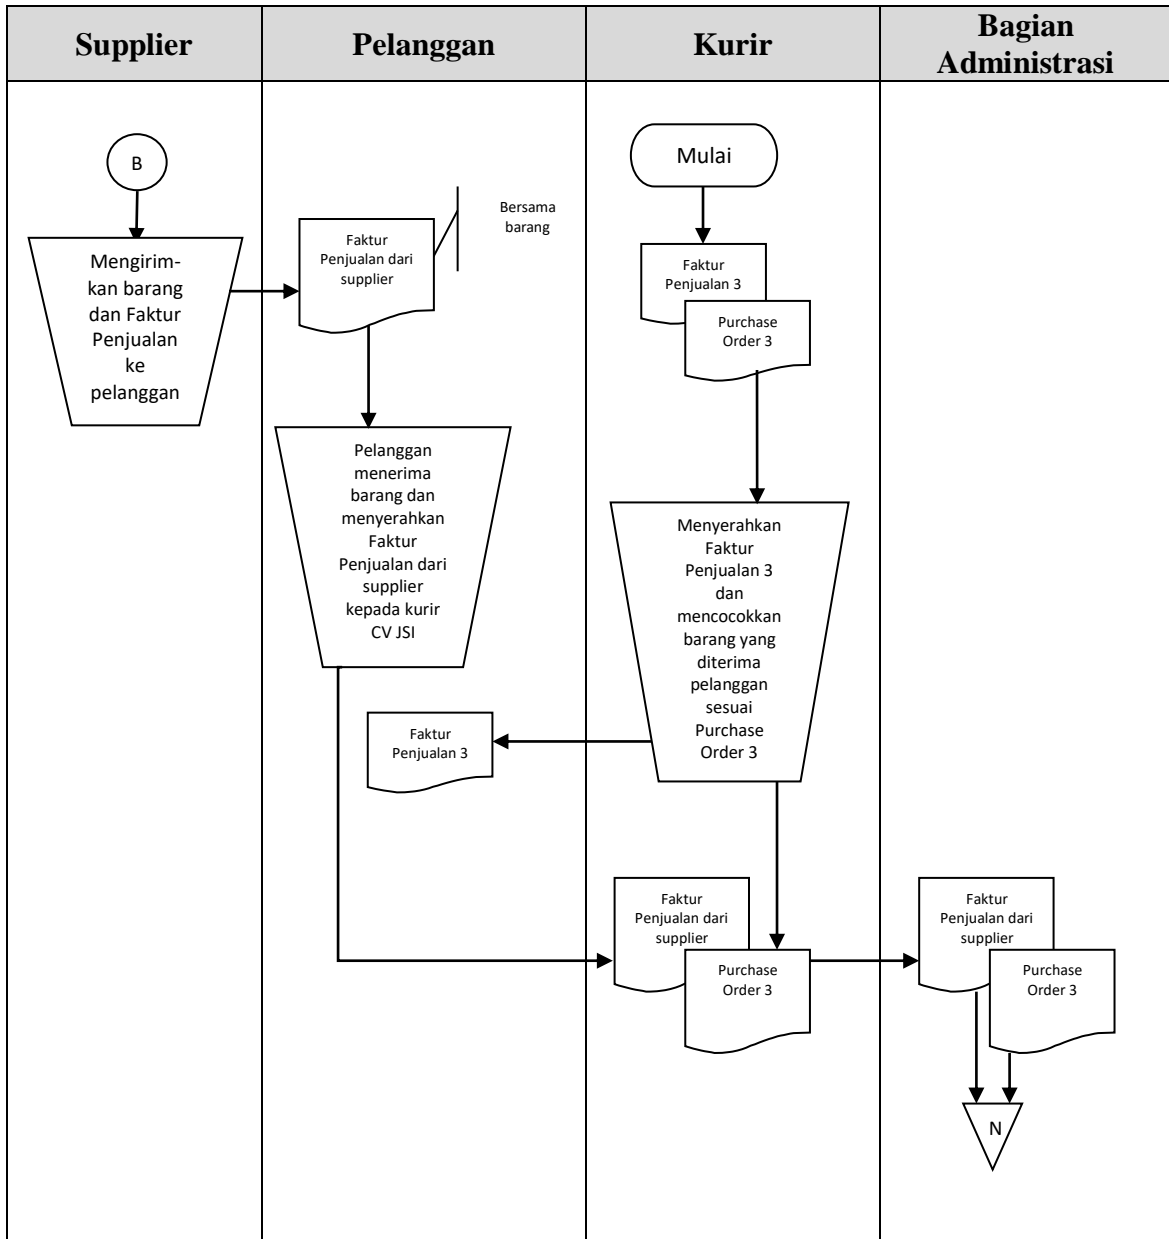 Supplier
Pelanggan
Kurir
Bagian
Administrasi
B
Mengirim-
kan barang
dan Faktur
Penjualan
ke
pelanggan
Faktur
Penjualan dari
supplier
Bersama
barang
Pelanggan
menerima
barang dan
menyerahkan
Faktur
Penjualan dari
supplier
kepada kurir
CV JSI
Faktur
Penjualan 3
Mulai
Faktur
Penjualan 3
Purchase
Order 3
Menyerahkan
Faktur
Penjualan 3
dan
mencocokkan
barang yang
diterima
pelanggan
sesuai
Purchase
Order 3
Faktur
Penjualan dari
supplier
Purchase
Order 3
Faktur
Penjualan dari
supplier
Purchase
Order 3
N